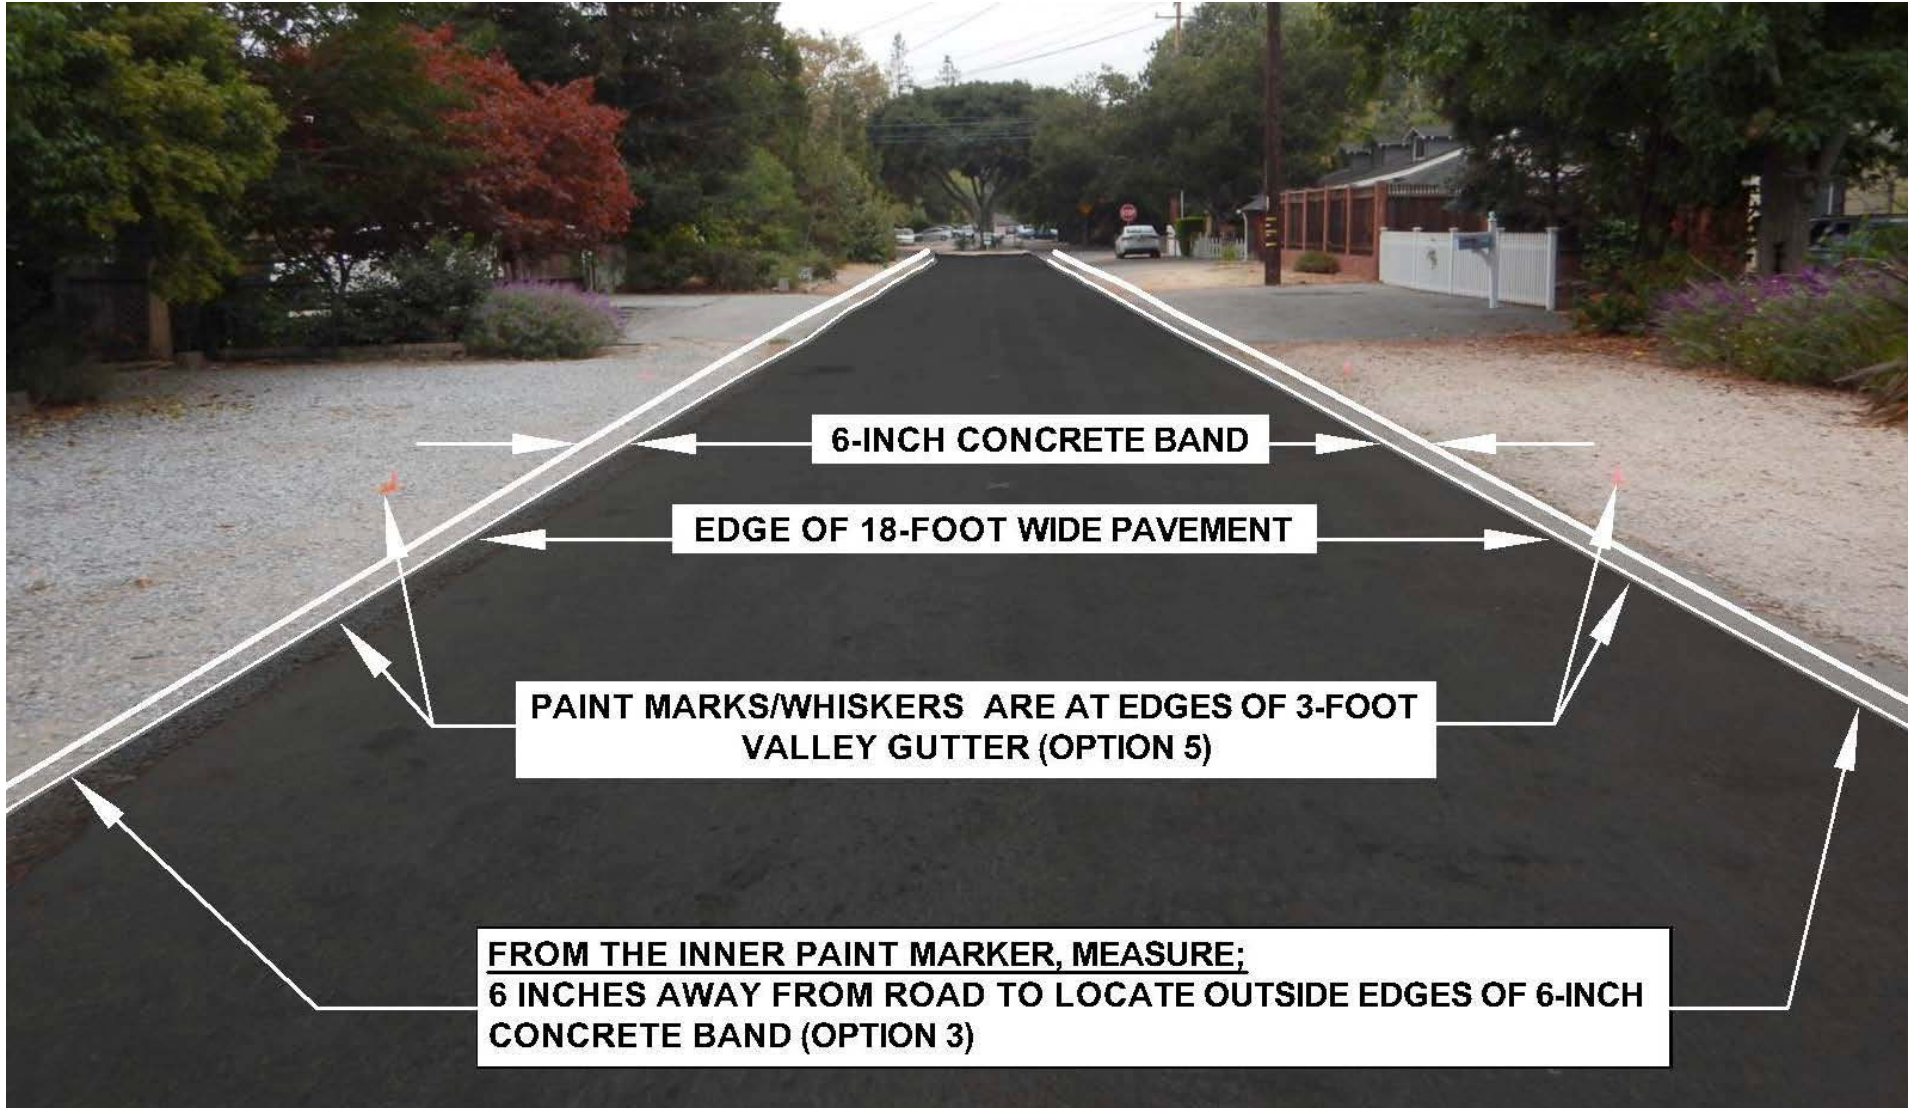 6-INCH CONCRETE BAND
EDGE OF 18-FOOT WIDE PAVEMENT
PAINT MARKS/WHISKERS ARE AT EDGES OF 3-FOOT
VALLEY GUTTER (OPTION 5)
FROM THE INNER PAINT MARKER, MEASURE;
6 INCHES AWAY FROM ROAD TO LOCATE OUTSIDE EDGES OF 6-INCH
CONCRETE BAND (OPTION 3)